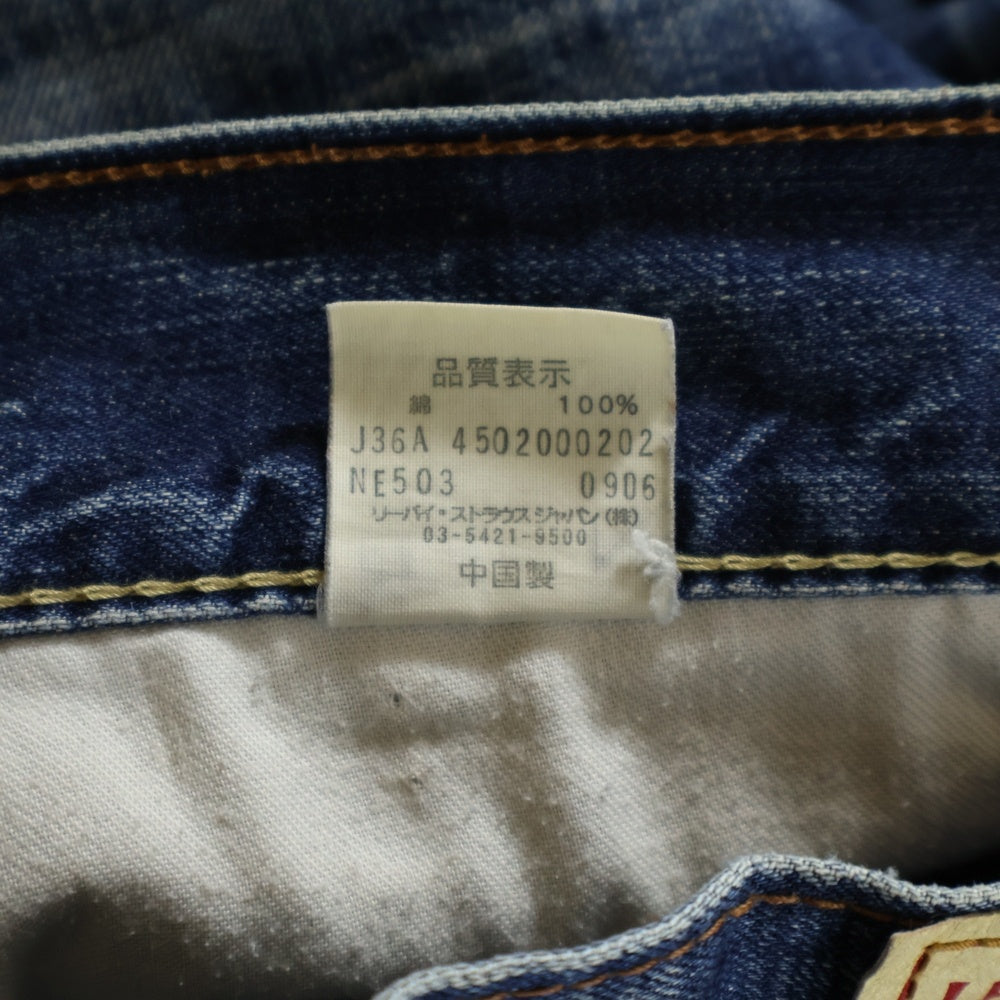 品質表示
綿 100%
J36A 4502000202
NE503 0906
リーバイ・ストラウスジャパン(株)
03-5421-9500
中国製